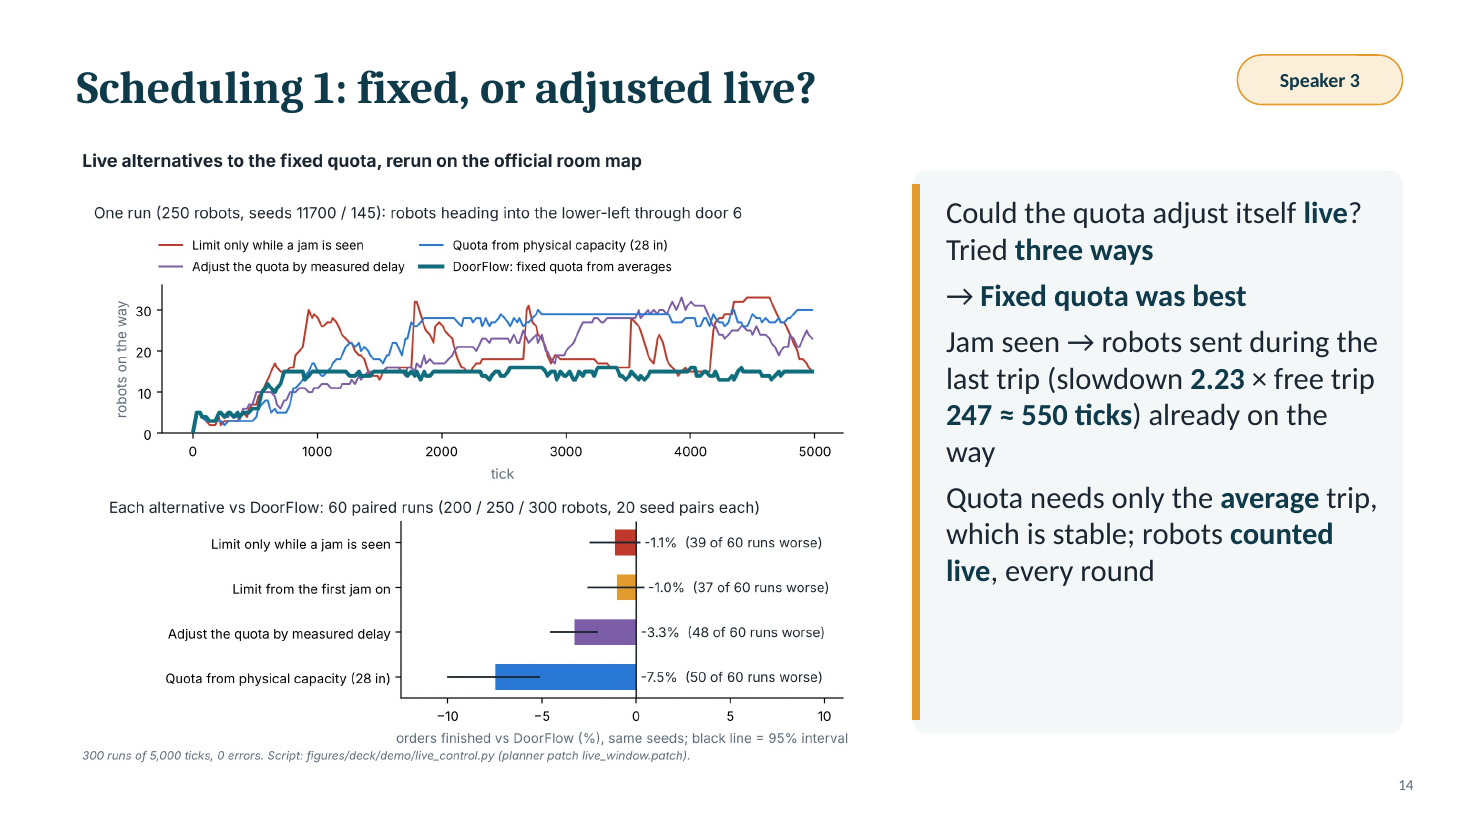 Scheduling 1: fixed, or adjusted live?
Speaker 3
Live alternatives to the fixed quota, rerun on the official room map
One run (250 robots, seeds 11700 / 145): robots heading into the lower-left through door 6
Limit only while a jam is seen
Quota from physical capacity (28 in)
Adjust the quota by measured delay
DoorFlow: fixed quota from averages
robots on the way
30
20
10
0
0 1000 2000 3000 4000 5000
tick
Each alternative vs DoorFlow: 60 paired runs (200 / 250 / 300 robots, 20 seed pairs each)
Limit only while a jam is seen
-1.1% (39 of 60 runs worse)
Limit from the first jam on
-1.0% (37 of 60 runs worse)
Adjust the quota by measured delay
-3.3% (48 of 60 runs worse)
Quota from physical capacity (28 in)
-7.5% (50 of 60 runs worse)
−10 −5 0 5 10
orders finished vs DoorFlow (%), same seeds; black line = 95% interval
300 runs of 5,000 ticks, 0 errors. Script: figures/deck/demo/live_control.py (planner patch live_window.patch).
Could the quota adjust itself live?
Tried three ways
→ Fixed quota was best
Jam seen → robots sent during the
last trip (slowdown 2.23 × free trip
247 ≈ 550 ticks) already on the
way
Quota needs only the average trip,
which is stable; robots counted
live, every round
14